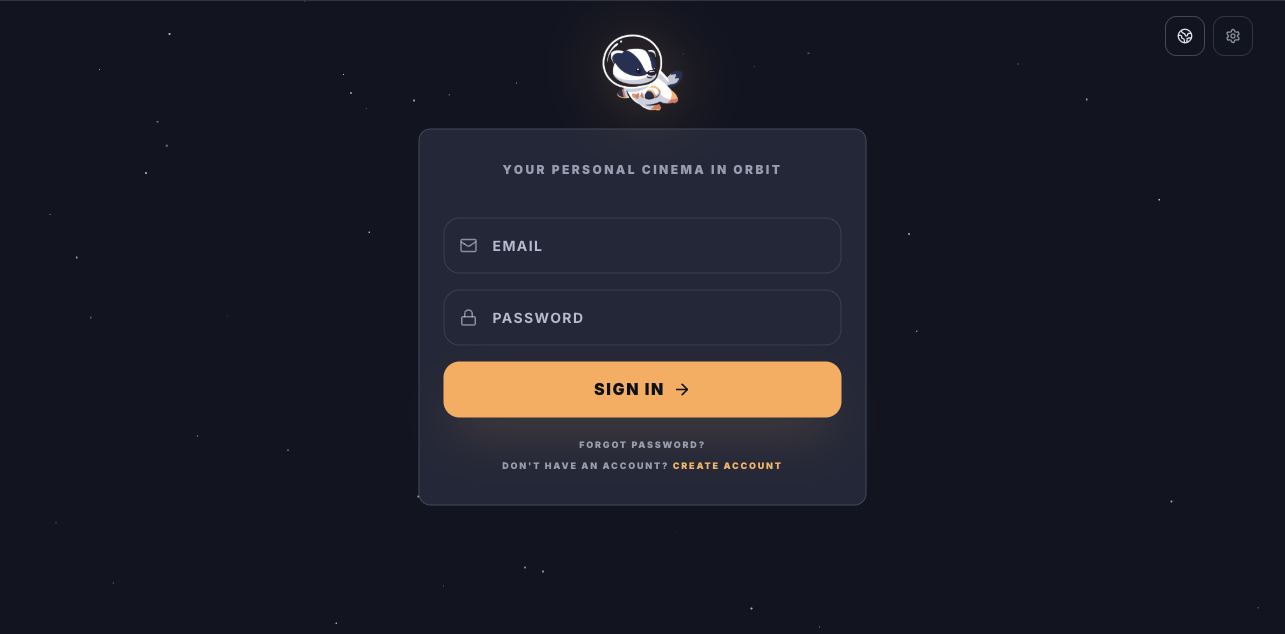 YOUR PERSONAL CINEMA IN ORBIT
EMAIL
PASSWORD
SIGN IN →
FORGOT PASSWORD?
DON'T HAVE AN ACCOUNT? CREATE ACCOUNT